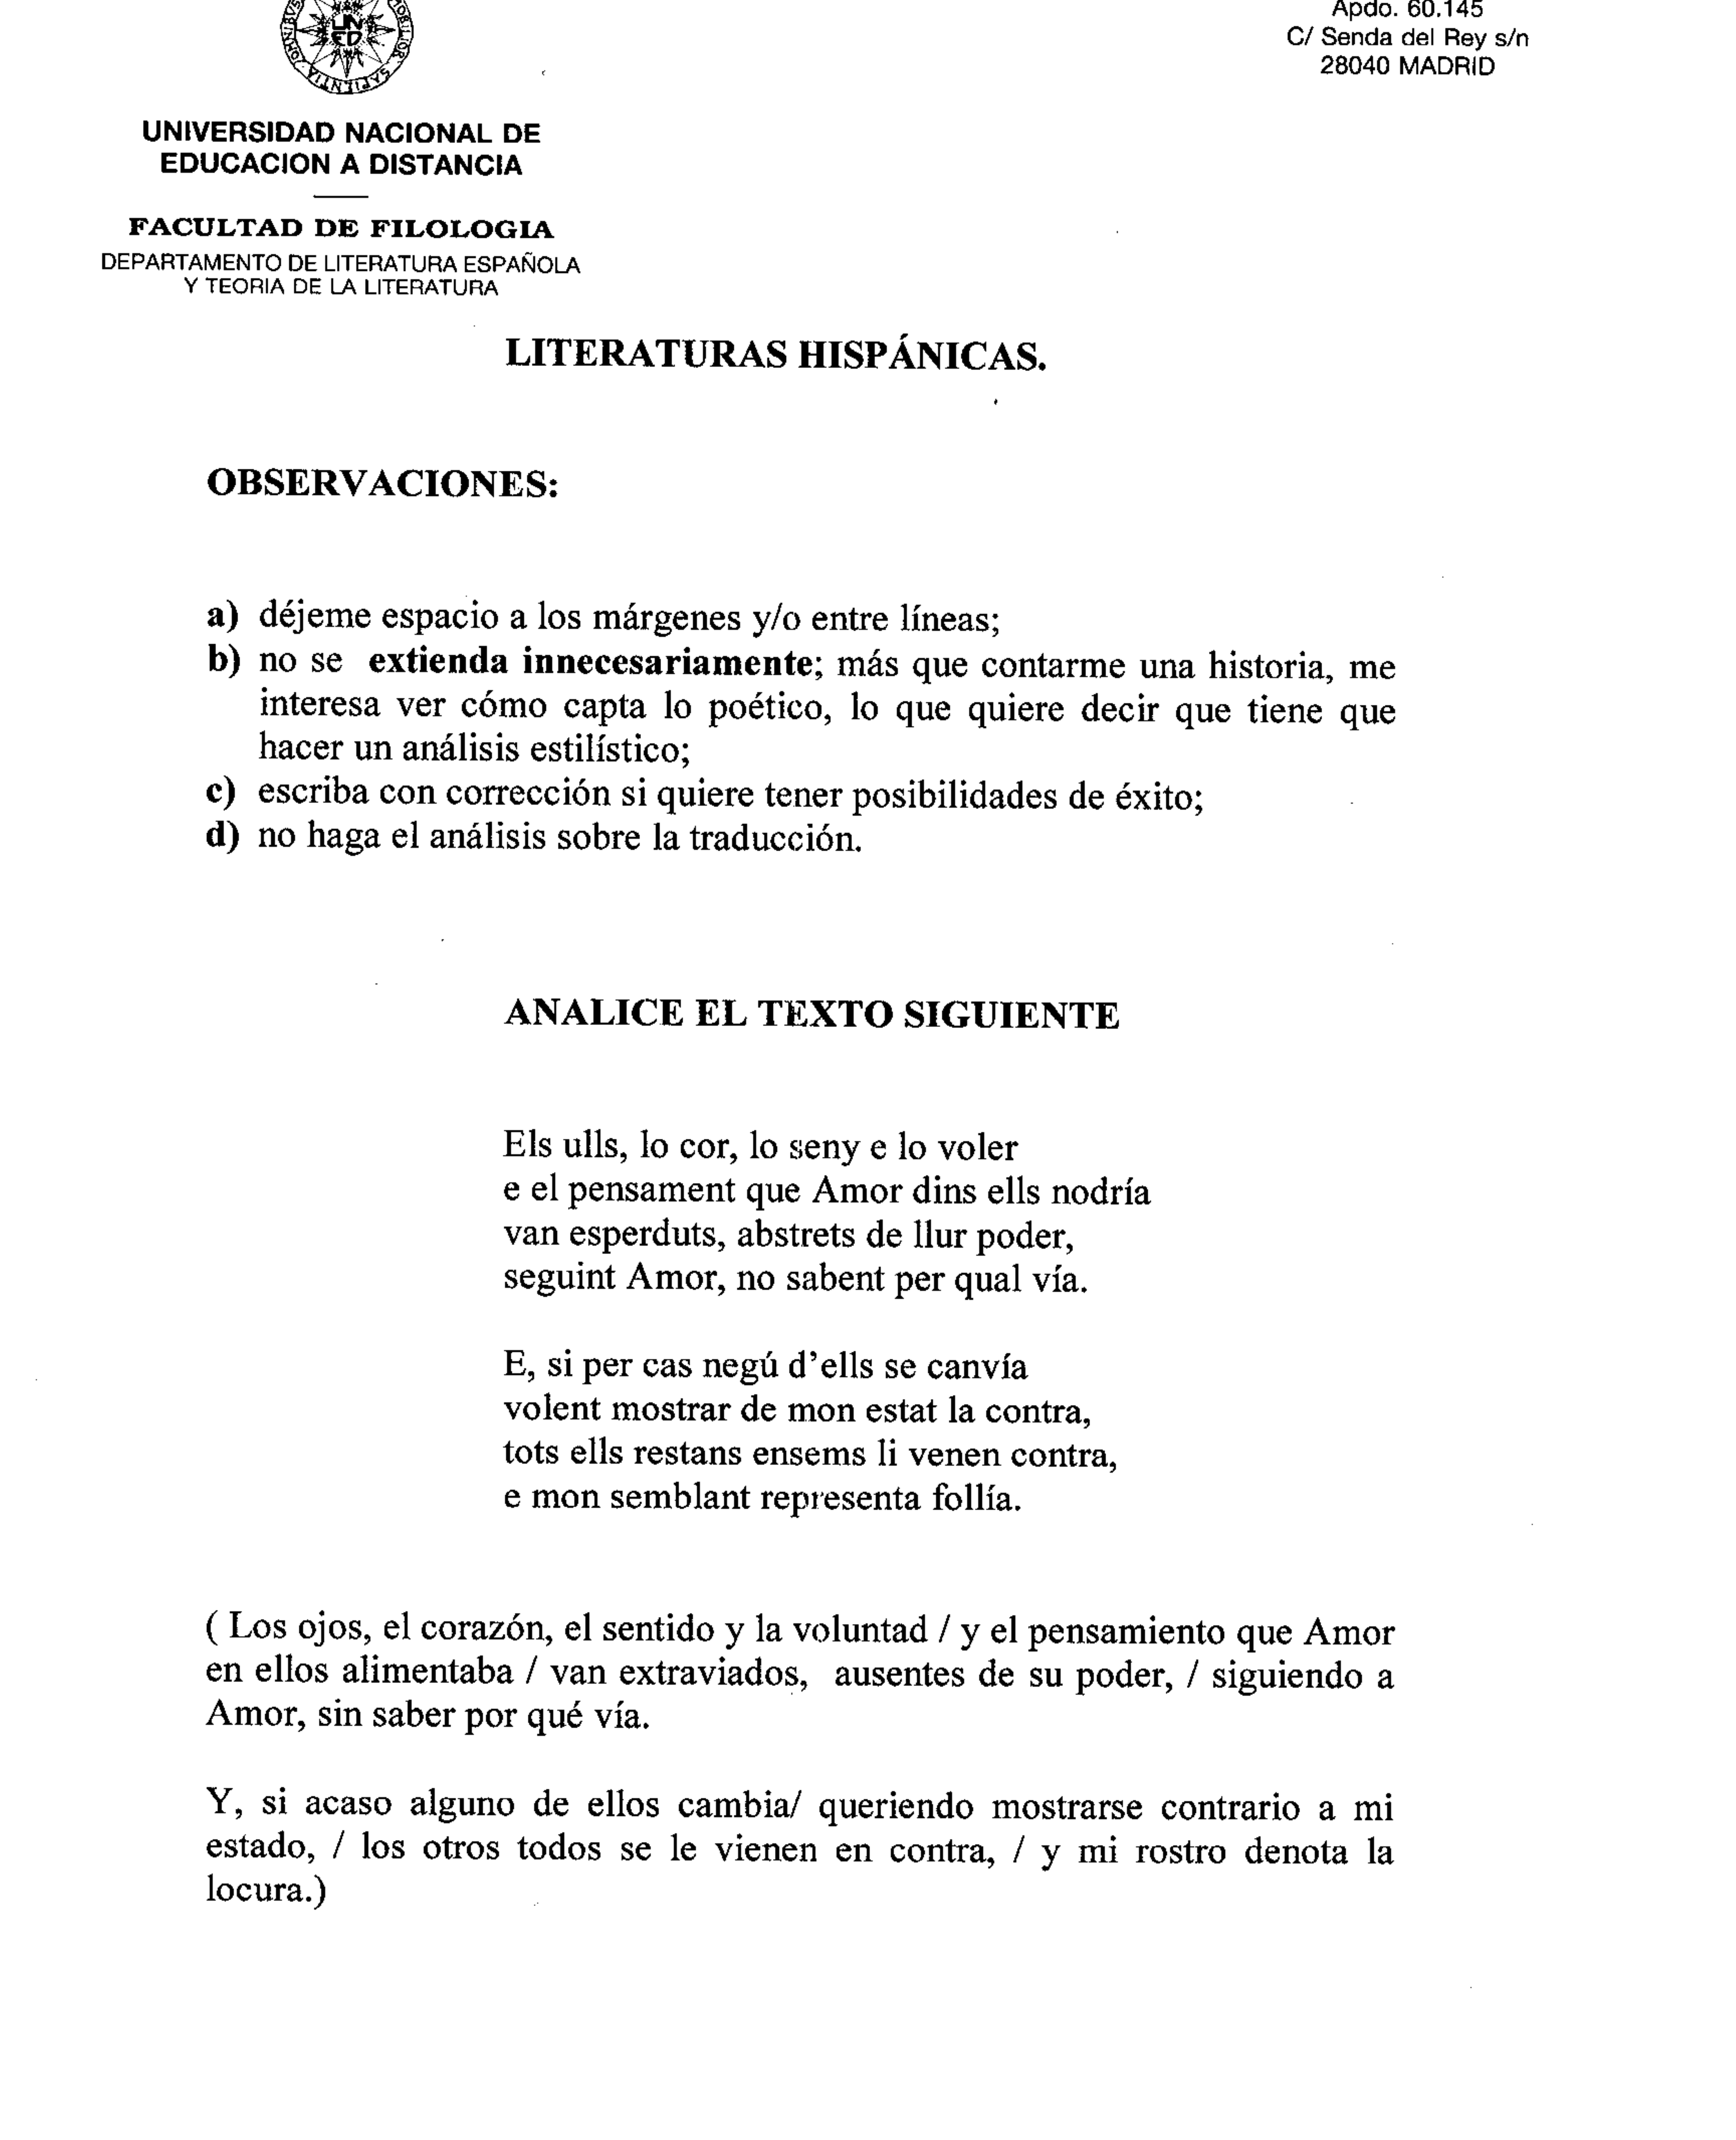 Apdo. 60.145
C/ Senda del Rey s/n
28040 MADRID
UN
ED
OMNIBUS
MOBILIOR
SAPIENTIA
UNIVERSIDAD NACIONAL DE
EDUCACION A DISTANCIA
FACULTAD DE FILOLOGIA
DEPARTAMENTO DE LITERATURA ESPAÑOLA
Y TEORIA DE LA LITERATURA
LITERATURAS HISPÁNICAS.
OBSERVACIONES:
a) déjeme espacio a los márgenes y/o entre líneas;
b) no se extienda innecesariamente; más que contarme una historia, me
interesa ver cómo capta lo poético, lo que quiere decir que tiene que
hacer un análisis estilístico;
c) escriba con corrección si quiere tener posibilidades de éxito;
d) no haga el análisis sobre la traducción.
ANALICE EL TEXTO SIGUIENTE
Els ulls, lo cor, lo seny e lo voler
e el pensament que Amor dins ells nodría
van esperduts, abstrets de llur poder,
seguint Amor, no sabent per qual vía.
E, si per cas negú d'ells se canvía
volent mostrar de mon estat la contra,
tots ells restans ensems li venen contra,
e mon semblant representa follía.
( Los ojos, el corazón, el sentido y la voluntad / y el pensamiento que Amor
en ellos alimentaba / van extraviados, ausentes de su poder, / siguiendo a
Amor, sin saber por qué vía.
Y, si acaso alguno de ellos cambia/ queriendo mostrarse contrario a mi
estado, / los otros todos se le vienen en contra, / y mi rostro denota la
locura.)